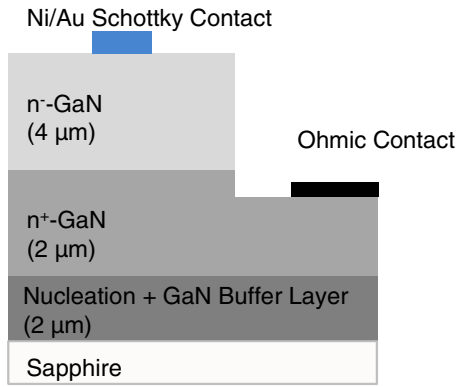 Ni/Au Schottky Contact
n⁻-GaN
(4 μm)
Ohmic Contact
n⁺-GaN
(2 μm)
Nucleation + GaN Buffer Layer
(2 μm)
Sapphire